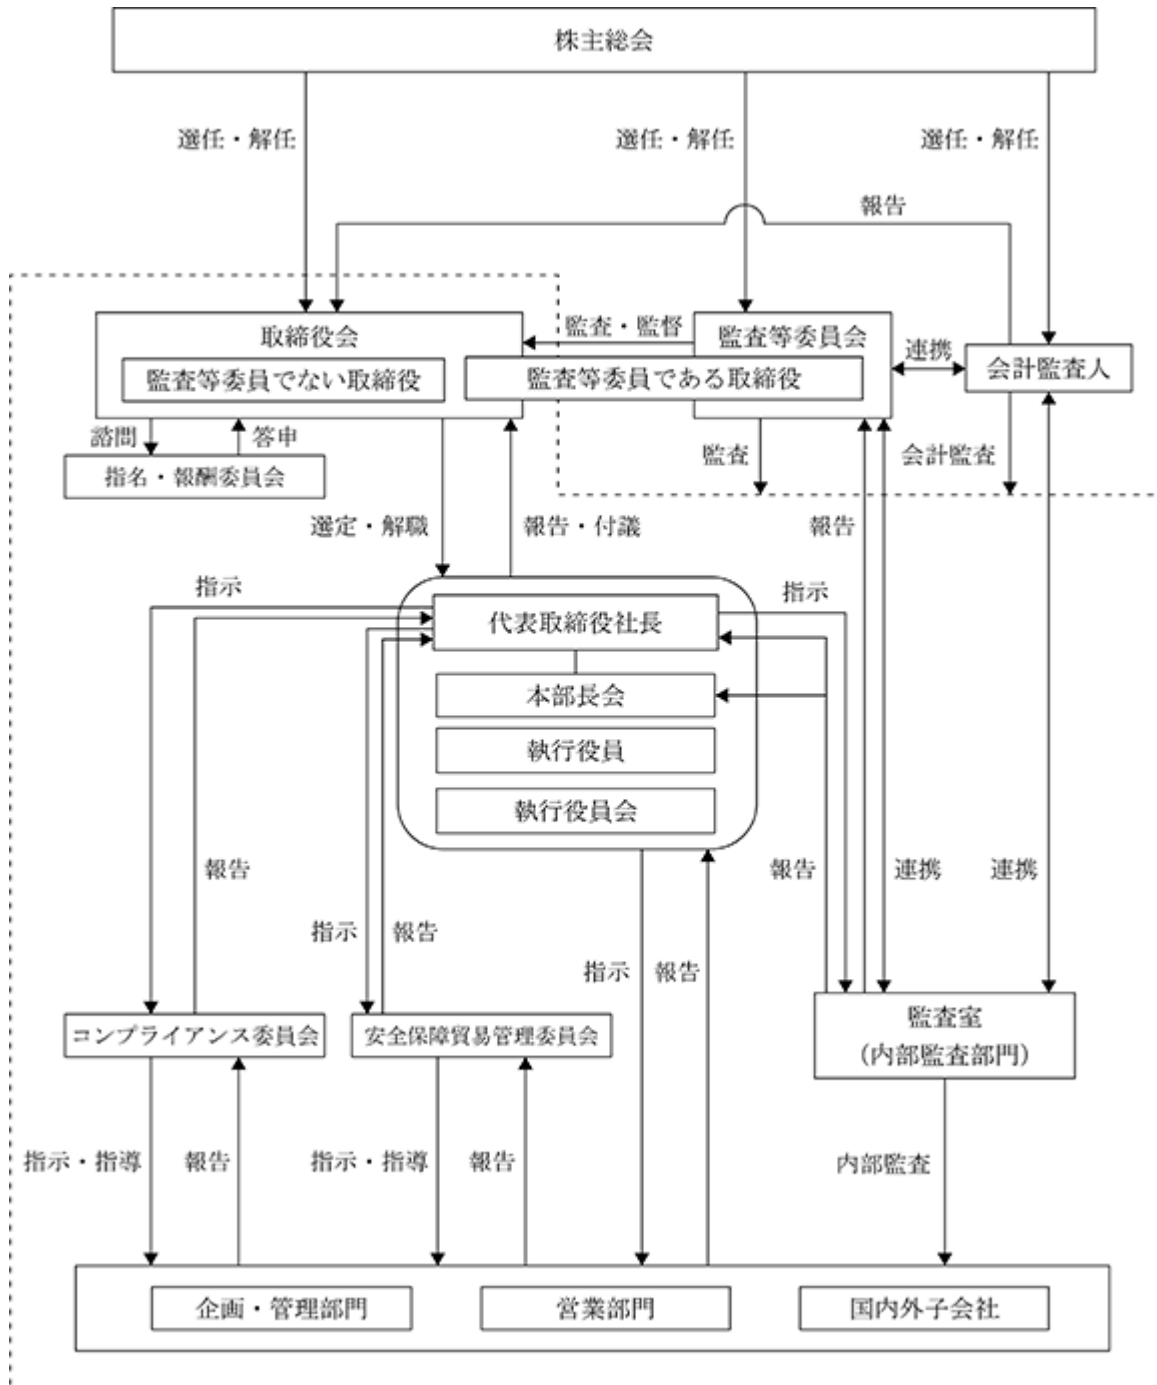 株主総会
選任・解任
選任・解任
選任・解任
報告
取締役会
監査・監督
監査等委員会
連携
会計監査人
監査等委員でない取締役
監査等委員である取締役
諮問
答申
監査
会計監査
指名・報酬委員会
選定・解職
報告・付議
報告
指示
指示
代表取締役社長
本部長会
執行役員
執行役員会
報告
報告
連携
連携
指示
報告
指示
報告
コンプライアンス委員会
安全保障貿易管理委員会
監査室
(内部監査部門)
指示・指導
報告
指示・指導
報告
内部監査
企画・管理部門
営業部門
国内外子会社